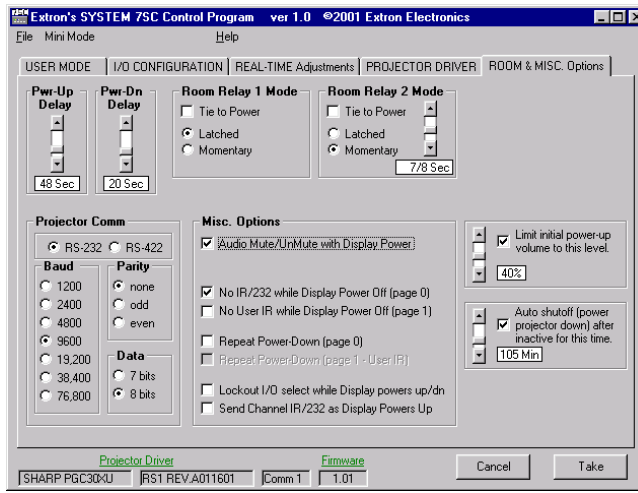 Extron's SYSTEM 7SC Control Program ver 1.0 ©2001 Extron Electronics
File Mini Mode Help
USER MODE I/O CONFIGURATION REAL-TIME Adjustments PROJECTOR DRIVER ROOM & MISC. Options
Pwr-Up Delay
48 Sec
Pwr-Dn Delay
20 Sec
Room Relay 1 Mode
Tie to Power
Latched
Momentary
Room Relay 2 Mode
Tie to Power
Latched
Momentary
7/8 Sec
Projector Comm
RS-232 RS-422
Baud
1200
2400
4800
9600
19,200
38,400
76,800
Parity
none
odd
even
Data
7 bits
8 bits
Misc. Options
Audio Mute/UnMute with Display Power
No IR/232 while Display Power Off (page 0)
No User IR while Display Power Off (page 1)
Repeat Power-Down (page 0)
Repeat Power-Down (page 1 - User IR)
Lockout I/O select while Display powers up/dn
Send Channel IR/232 as Display Powers Up
Limit initial power-up
volume to this level.
40%
Auto shutoff (power
projector down) after
inactive for this time.
105 Min
Projector Driver
SHARP PGC30XU RS1 REV.A011601 Comm 1
Firmware
1.01
Cancel Take